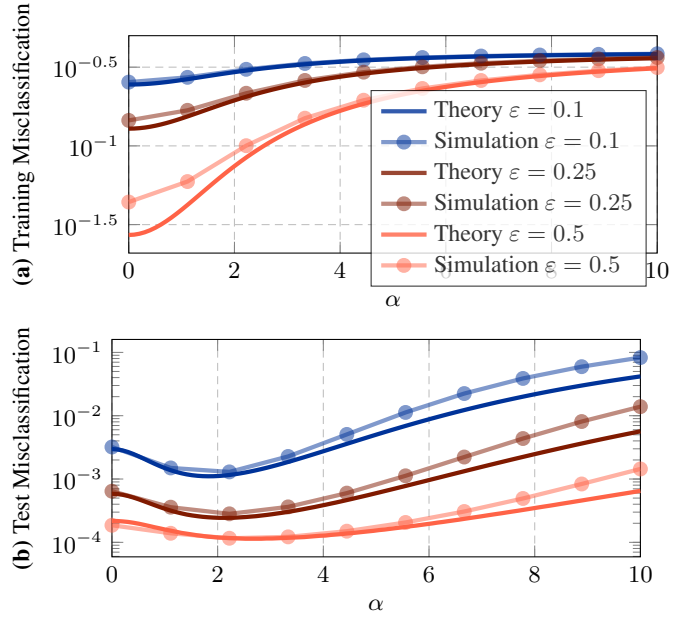 (a) Training Misclassification
10^{-0.5}
10^{-1}
10^{-1.5}
Theory ε = 0.1
Simulation ε = 0.1
Theory ε = 0.25
Simulation ε = 0.25
Theory ε = 0.5
Simulation ε = 0.5
0 2 4 6 8 10
α
(b) Test Misclassification
10^{-1}
10^{-2}
10^{-3}
10^{-4}
0 2 4 6 8 10
α